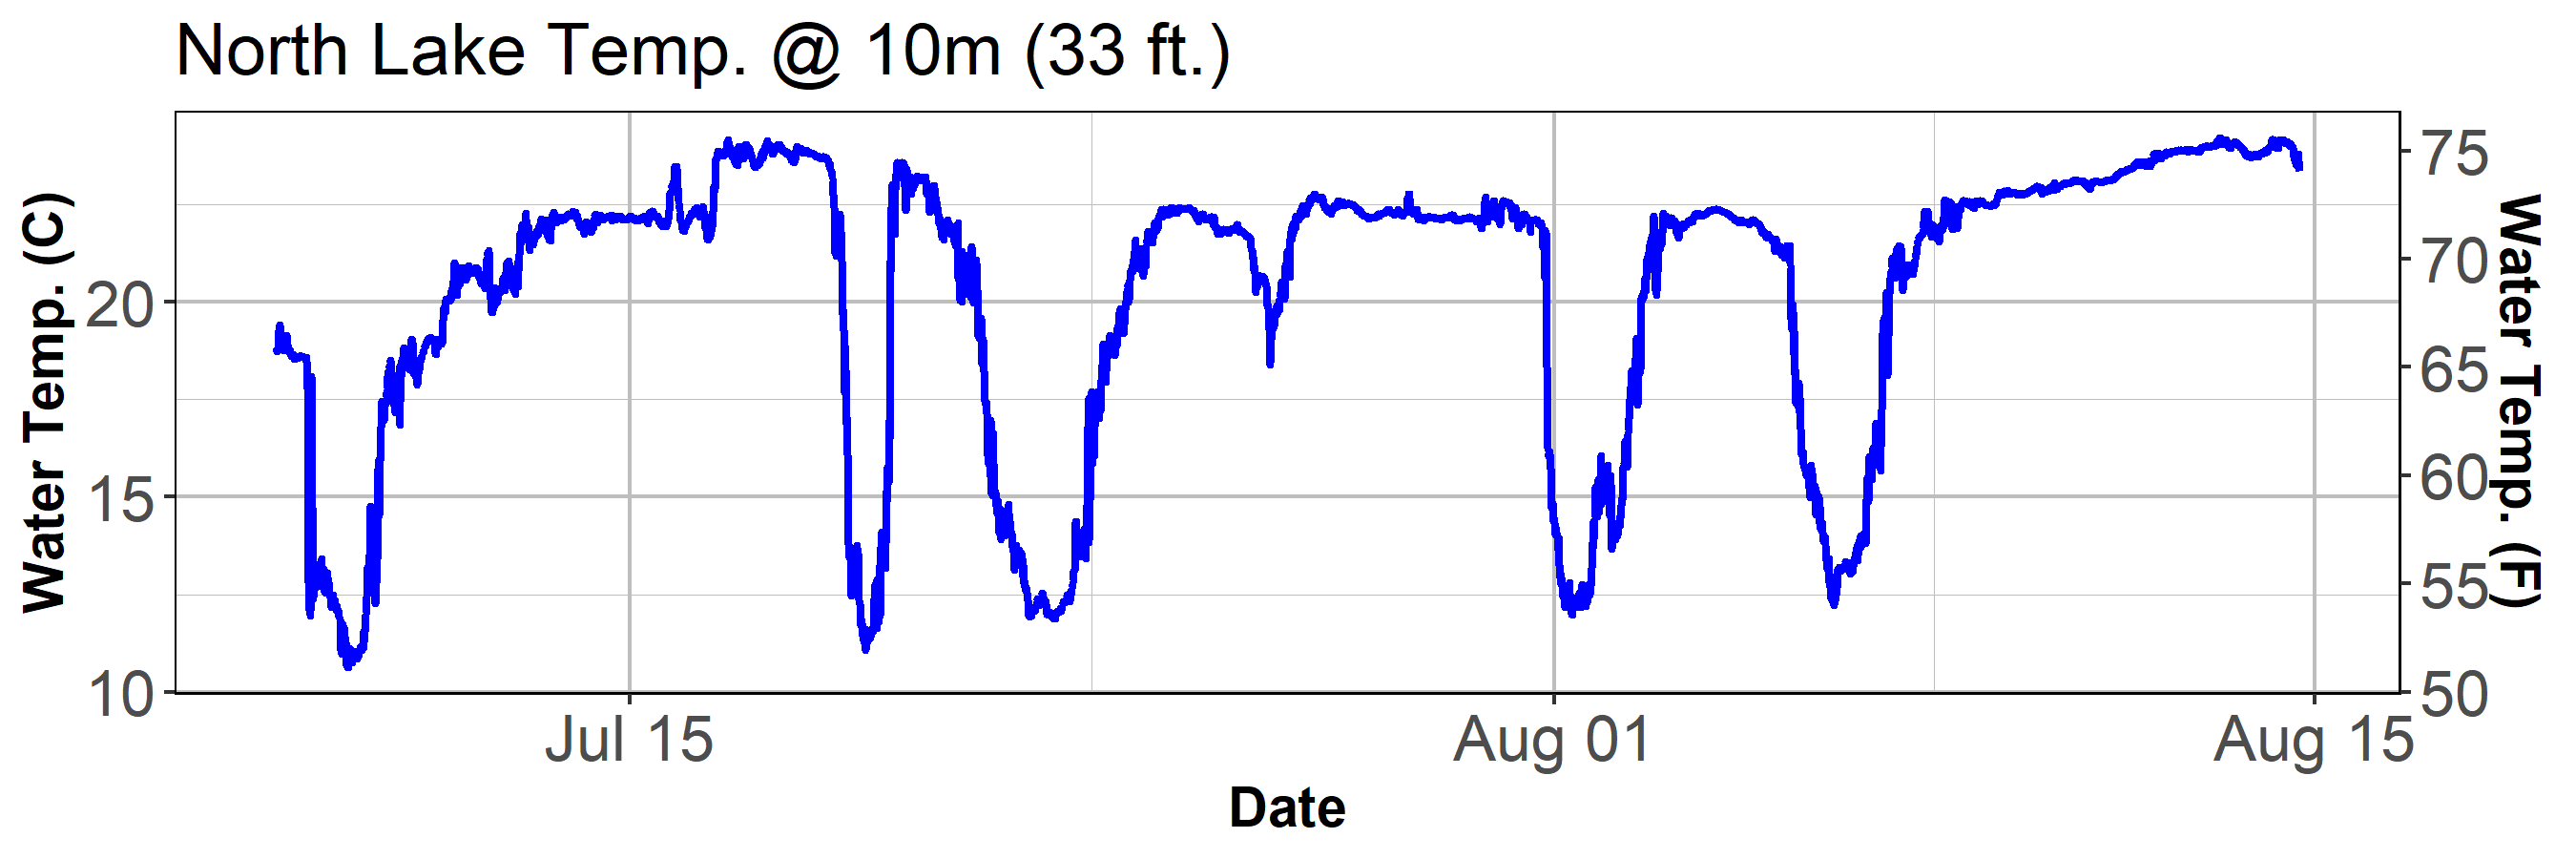 North Lake Temp. @ 10m (33 ft.)
Water Temp. (C)
20
15
10
75
70
65
60
55
50
Water Temp. (F)
Jul 15
Aug 01
Aug 15
Date